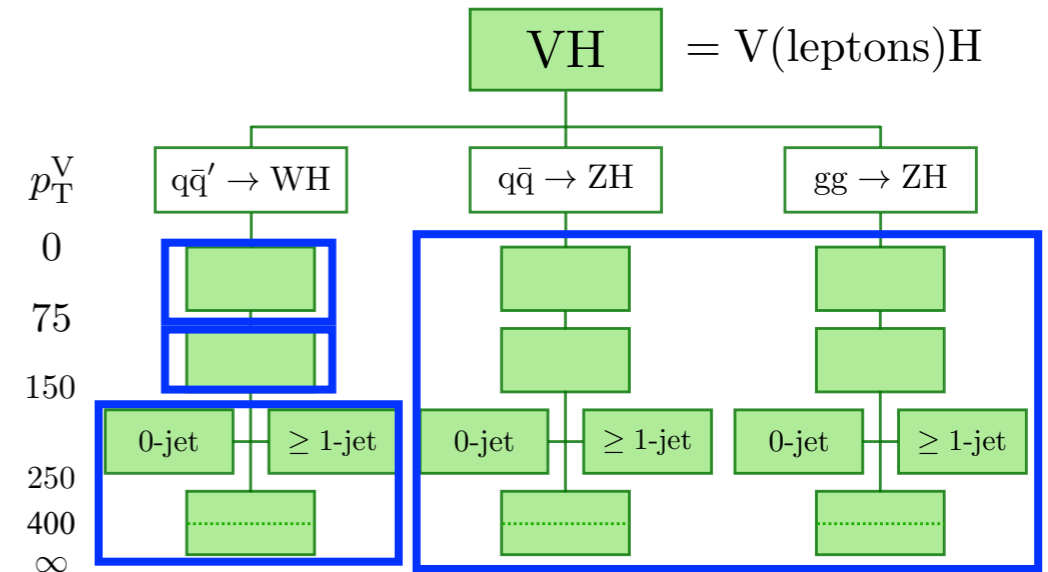 VH = V(leptons)H
p_T^V
qq̄′ → WH qq̄ → ZH gg → ZH
0
75
150
0-jet ≥ 1-jet 0-jet ≥ 1-jet 0-jet ≥ 1-jet
250
400
∞